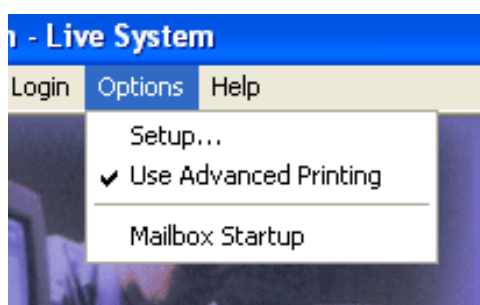 - Live System
Login Options Help
Setup...
Use Advanced Printing
Mailbox Startup